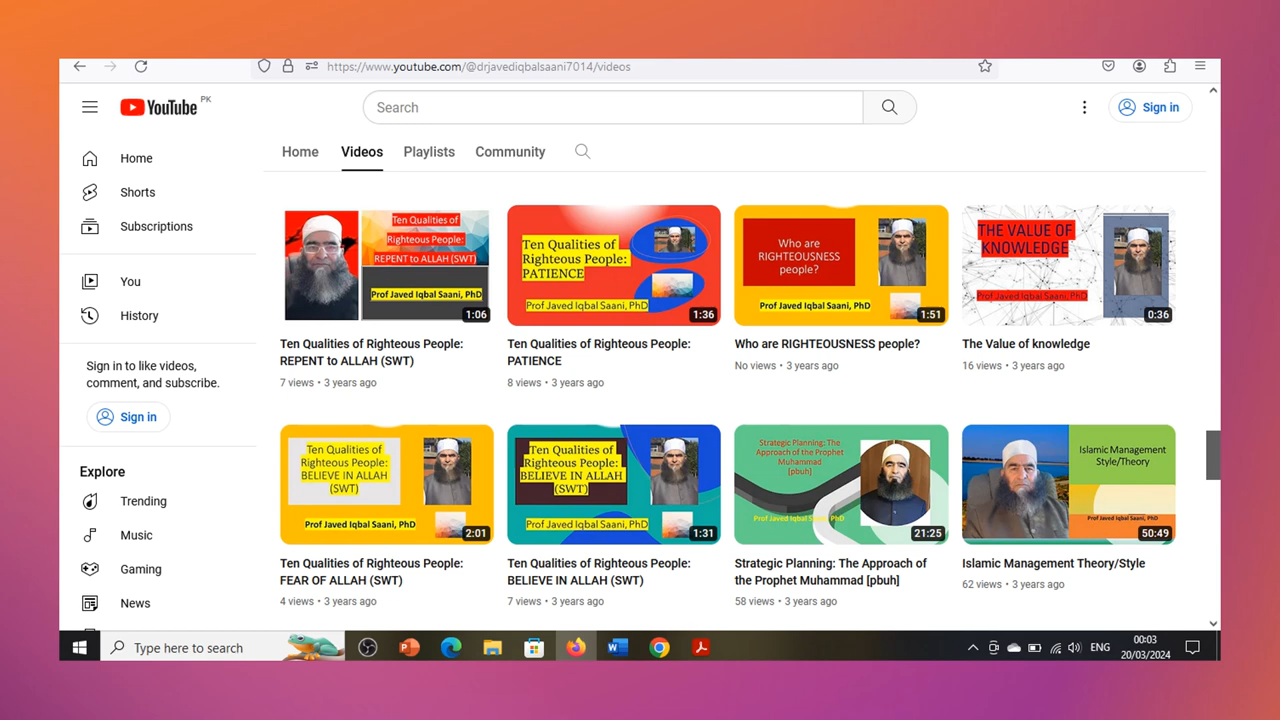 https://www.youtube.com/@drjavediqbalsaani7014/videos
YouTube PK
Search
Sign in
Home
Shorts
Subscriptions
You
History
Sign in to like videos,
comment, and subscribe.
Sign in
Explore
Trending
Music
Gaming
News
Home Videos Playlists Community
Ten Qualities of
Righteous People:
REPENT to ALLAH (SWT)
Prof Javed Iqbal Saani, PhD
1:06
Ten Qualities of Righteous People:
REPENT to ALLAH (SWT)
7 views • 3 years ago
Ten Qualities of
Righteous People:
PATIENCE
Prof Javed Iqbal Saani, PhD
1:36
Ten Qualities of Righteous People:
PATIENCE
8 views • 3 years ago
Who are
RIGHTEOUSNESS
people?
Prof Javed Iqbal Saani, PhD
1:51
Who are RIGHTEOUSNESS people?
No views • 3 years ago
THE VALUE OF
KNOWLEDGE
Prof Javed Iqbal Saani, PhD
0:36
The Value of knowledge
16 views • 3 years ago
Ten Qualities of
Righteous People:
BELIEVE IN ALLAH
(SWT)
Prof Javed Iqbal Saani, PhD
2:01
Ten Qualities of Righteous People:
FEAR OF ALLAH (SWT)
4 views • 3 years ago
Ten Qualities of
Righteous People:
BELIEVE IN ALLAH
(SWT)
Prof Javed Iqbal Saani, PhD
1:31
Ten Qualities of Righteous People:
BELIEVE IN ALLAH (SWT)
7 views • 3 years ago
Strategic Planning: The
Approach of the Prophet
Muhammad
[pbuh]
Prof Javed Iqbal Saani, PhD
21:25
Strategic Planning: The Approach of
the Prophet Muhammad [pbuh]
58 views • 3 years ago
Islamic Management
Style/Theory
Prof Javed Iqbal Saani, PhD
50:49
Islamic Management Theory/Style
62 views • 3 years ago
Type here to search
ENG
00:03
20/03/2024